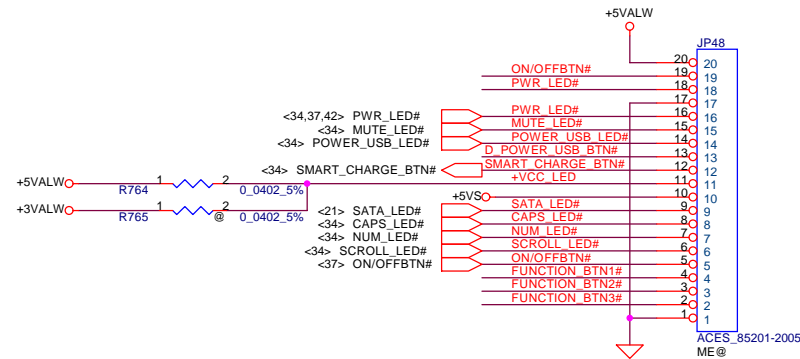 +5VALW
JP48
20 20
ON/OFFBTN# 19 19
PWR_LED# 18 18
17 17
<34,37,42> PWR_LED# PWR_LED# 16 16
<34> MUTE_LED# MUTE_LED# 15 15
<34> POWER_USB_LED# POWER_USB_LED# 14 14
D_POWER_USB_BTN# 13 13
<34> SMART_CHARGE_BTN# SMART_CHARGE_BTN# 12 12
+5VALW R764 1 2 0_0402_5% +VCC_LED 11 11
+5VS 10 10
+3VALW R765 1 2 @ 0_0402_5%
<21> SATA_LED# SATA_LED# 9 9
<34> CAPS_LED# CAPS_LED# 8 8
<34> NUM_LED# NUM_LED# 7 7
<34> SCROLL_LED# SCROLL_LED# 6 6
<37> ON/OFFBTN# ON/OFFBTN# 5 5
FUNCTION_BTN1# 4 4
FUNCTION_BTN2# 3 3
FUNCTION_BTN3# 2 2
1 1
ACES_85201-2005
ME@